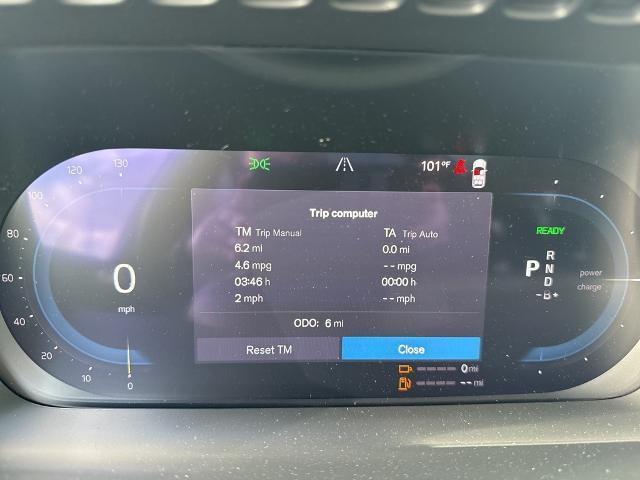 120 130 101°F
100
80
60
40
20
10
0
0
mph
Trip computer
TM Trip Manual TA Trip Auto
6.2 mi 0.0 mi
4.6 mpg -- mpg
03:46 h 00:00 h
2 mph -- mph
ODO: 6 mi
Reset TM Close
READY
P
R
N
D
-B+
power
charge
---- 0 mi
---- -- mi